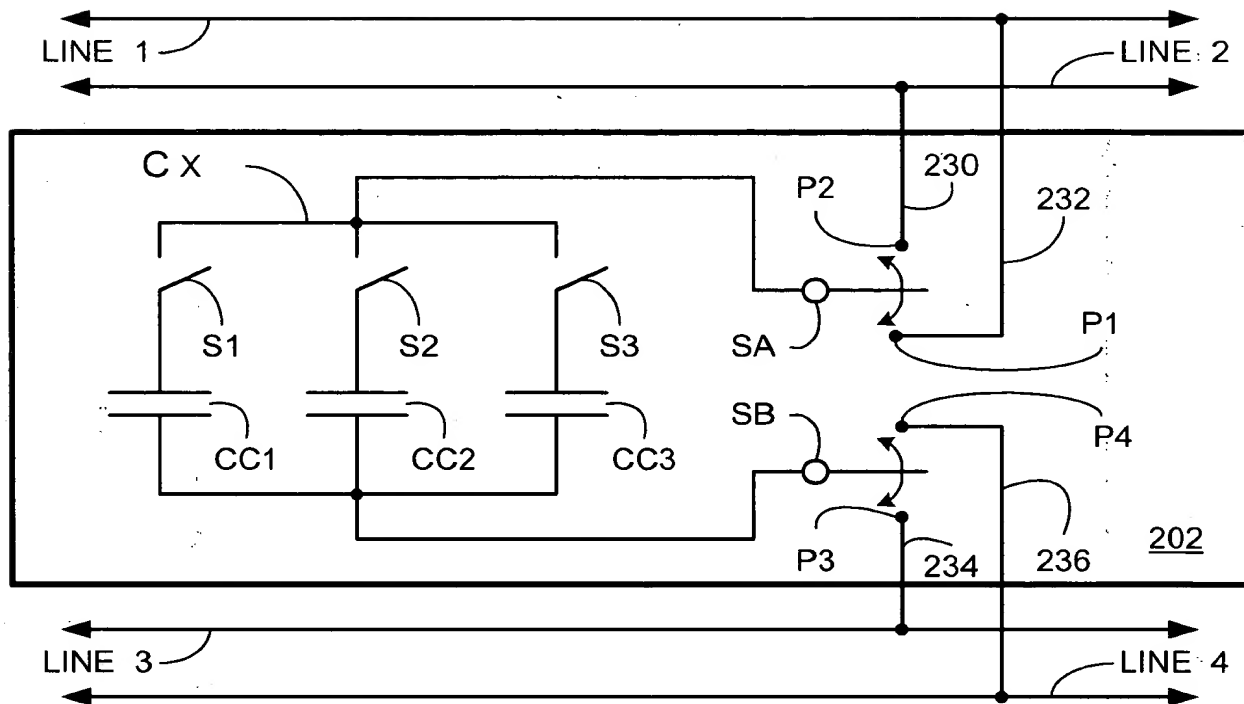 LINE 1
LINE 2
C X
P2
230
232
S1
S2
S3
SA
P1
CC1
CC2
CC3
SB
P4
P3
234
236
202
LINE 3
LINE 4